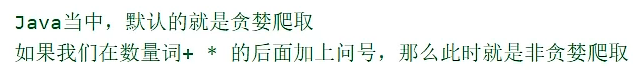 Java当中，默认的就是贪婪爬取
如果我们在数量词+ * 的后面加上问号，那么此时就是非贪婪爬取